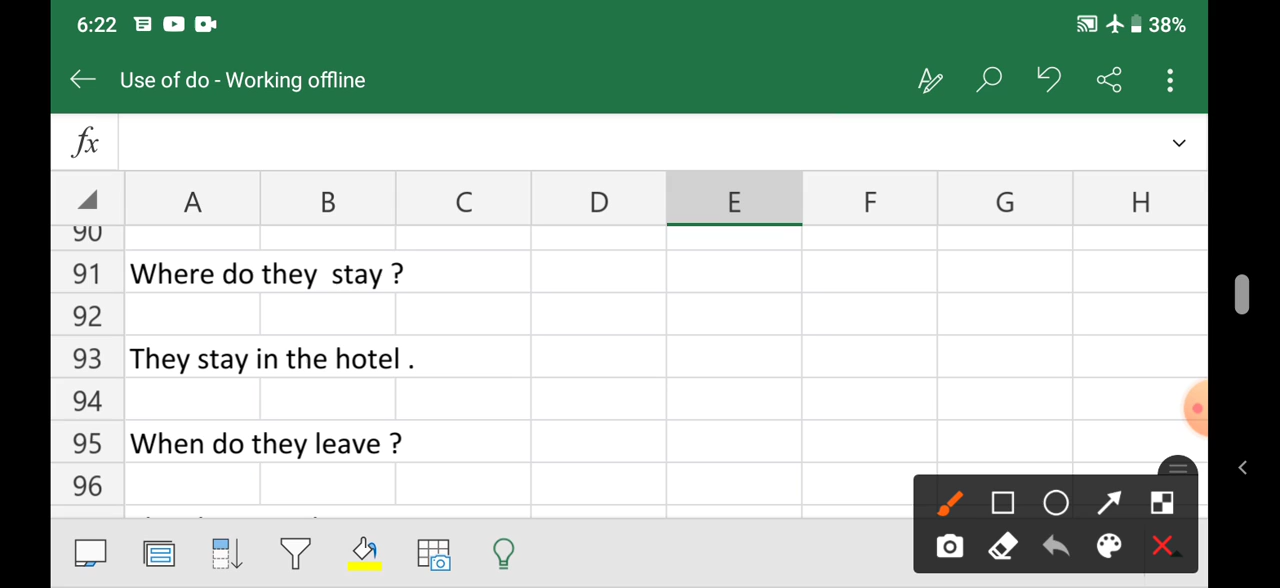 6:22 38%
Use of do - Working offline
fx
A B C D E F G H
90
91 Where do they  stay ?
92
93 They stay in the hotel .
94
95 When do they leave ?
96